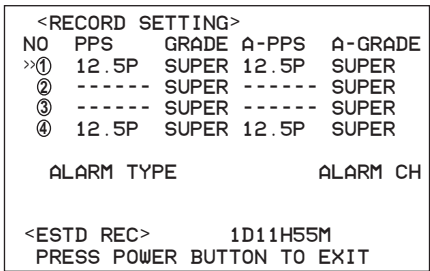 <RECORD SETTING>
NO PPS GRADE A-PPS A-GRADE
»① 12.5P SUPER 12.5P SUPER
② ------ SUPER ------ SUPER
③ ------ SUPER ------ SUPER
④ 12.5P SUPER 12.5P SUPER
ALARM TYPE ALARM CH
<ESTD REC> 1D11H55M
PRESS POWER BUTTON TO EXIT